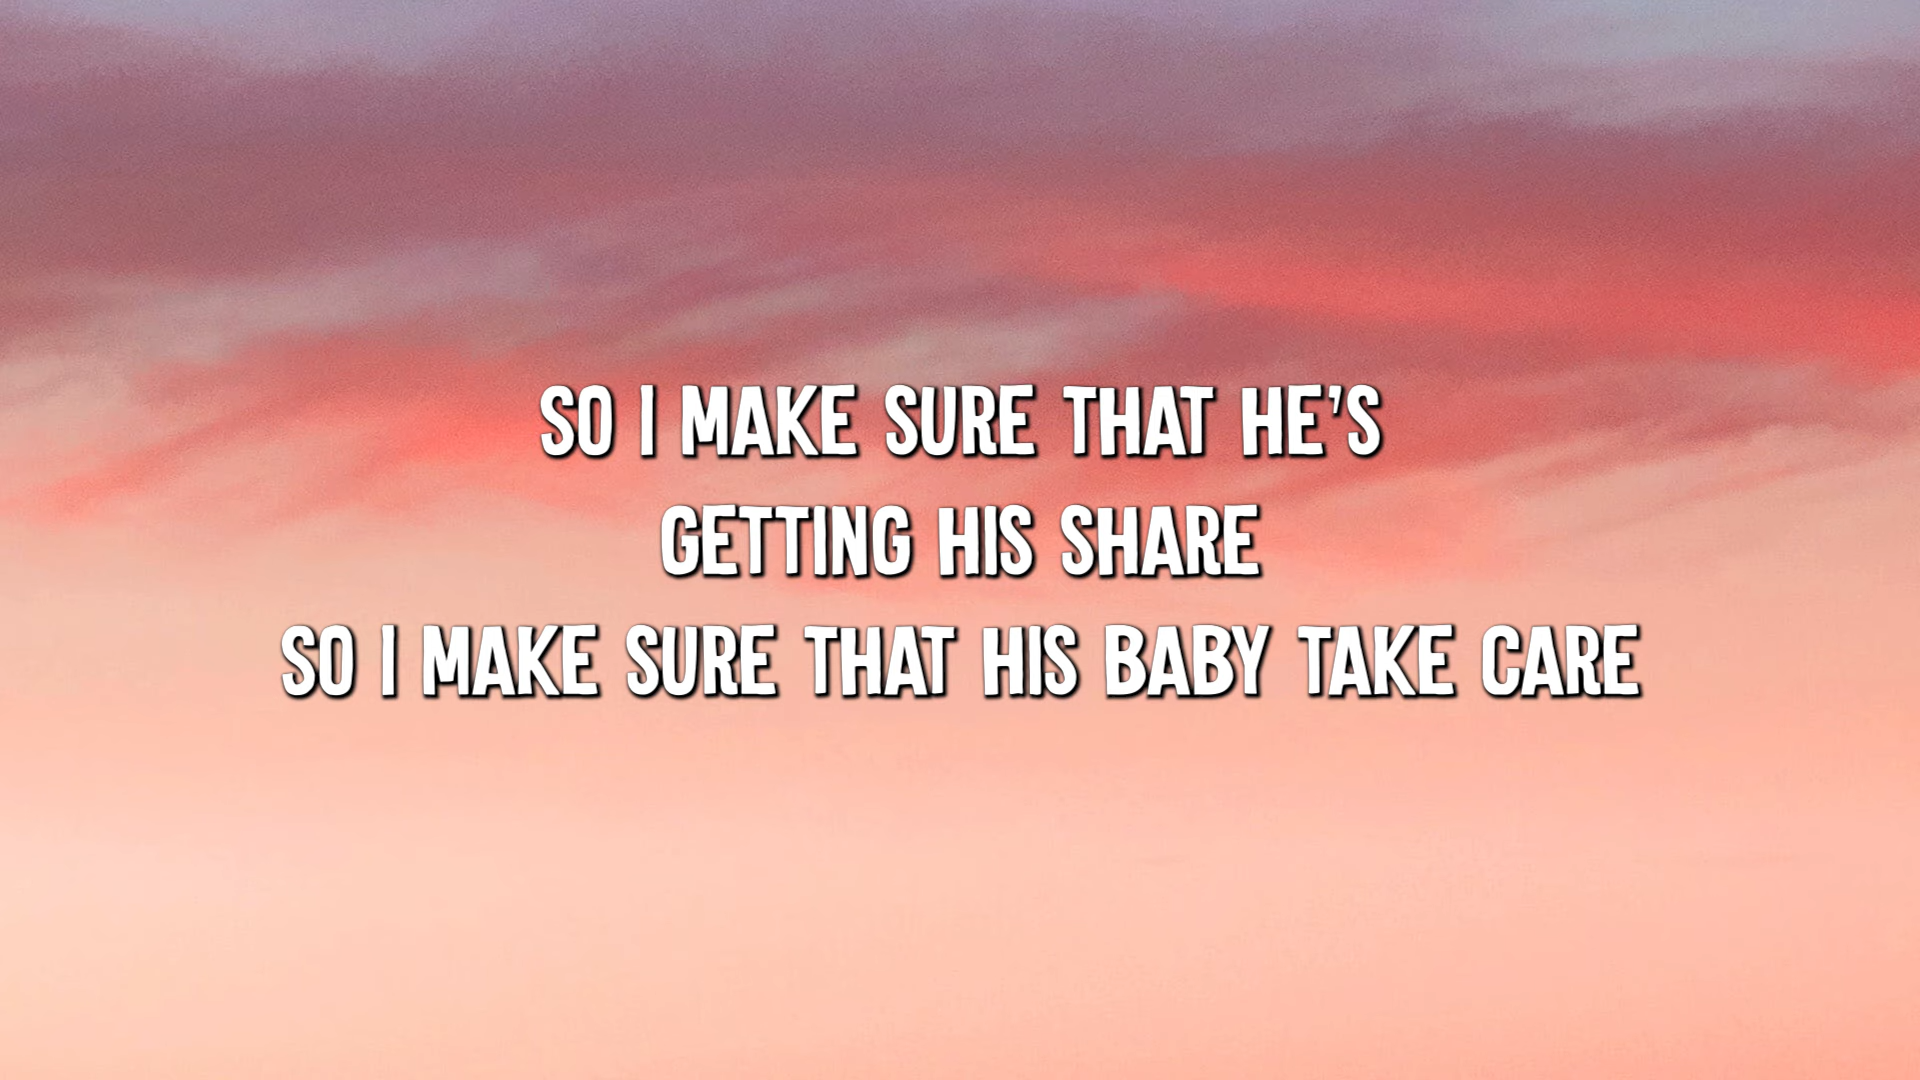 SO I MAKE SURE THAT HE'S
GETTING HIS SHARE
SO I MAKE SURE THAT HIS BABY TAKE CARE